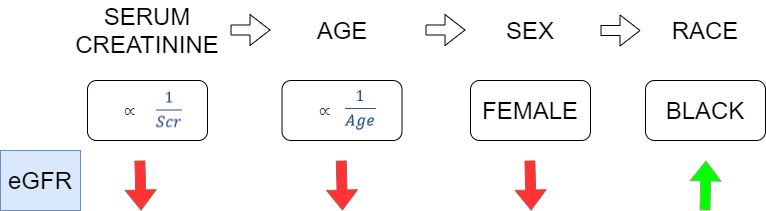 SERUM
CREATININE
AGE
SEX
RACE
∝ 1/Scr
∝ 1/Age
FEMALE
BLACK
eGFR